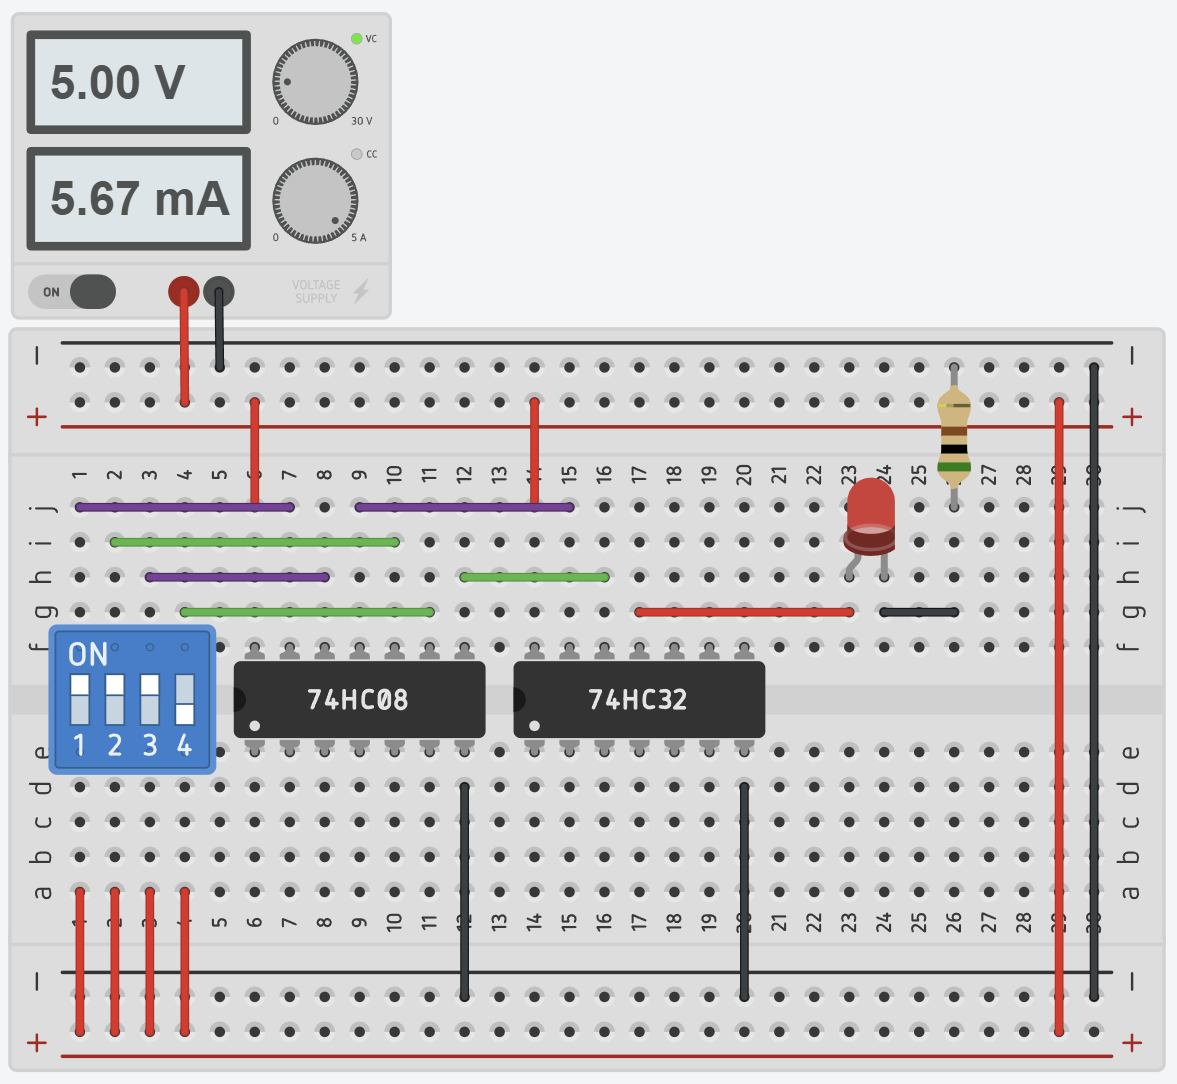 5.00 V
VC
0 30 V
5.67 mA
CC
0 5 A
ON
VOLTAGE
SUPPLY
− −
+ +
1 2 3 4 5 6 7 8 9 10 11 12 13 14 15 16 17 18 19 20 21 22 23 24 25 26 27 28 29 30
j j
i i
h h
g g
f f
ON
1 2 3 4
74HC08
74HC32
e e
d d
c c
b b
a a
1 2 3 4 5 6 7 8 9 10 11 12 13 14 15 16 17 18 19 20 21 22 23 24 25 26 27 28 29 30
− −
+ +